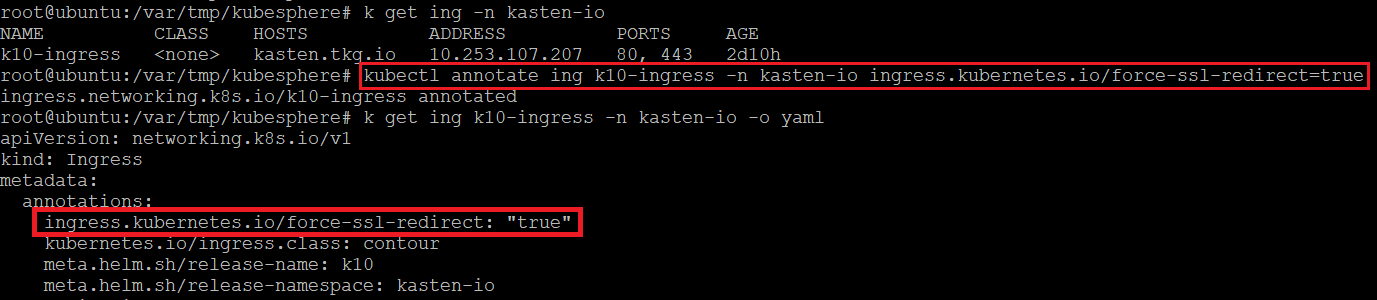 root@ubuntu:/var/tmp/kubesphere# k get ing -n kasten-io
NAME CLASS HOSTS ADDRESS PORTS AGE
k10-ingress <none> kasten.tkg.io 10.253.107.207 80, 443 2d10h
root@ubuntu:/var/tmp/kubesphere# kubectl annotate ing k10-ingress -n kasten-io ingress.kubernetes.io/force-ssl-redirect=true
ingress.networking.k8s.io/k10-ingress annotated
root@ubuntu:/var/tmp/kubesphere# k get ing k10-ingress -n kasten-io -o yaml
apiVersion: networking.k8s.io/v1
kind: Ingress
metadata:
  annotations:
    ingress.kubernetes.io/force-ssl-redirect: "true"
    kubernetes.io/ingress.class: contour
    meta.helm.sh/release-name: k10
    meta.helm.sh/release-namespace: kasten-io